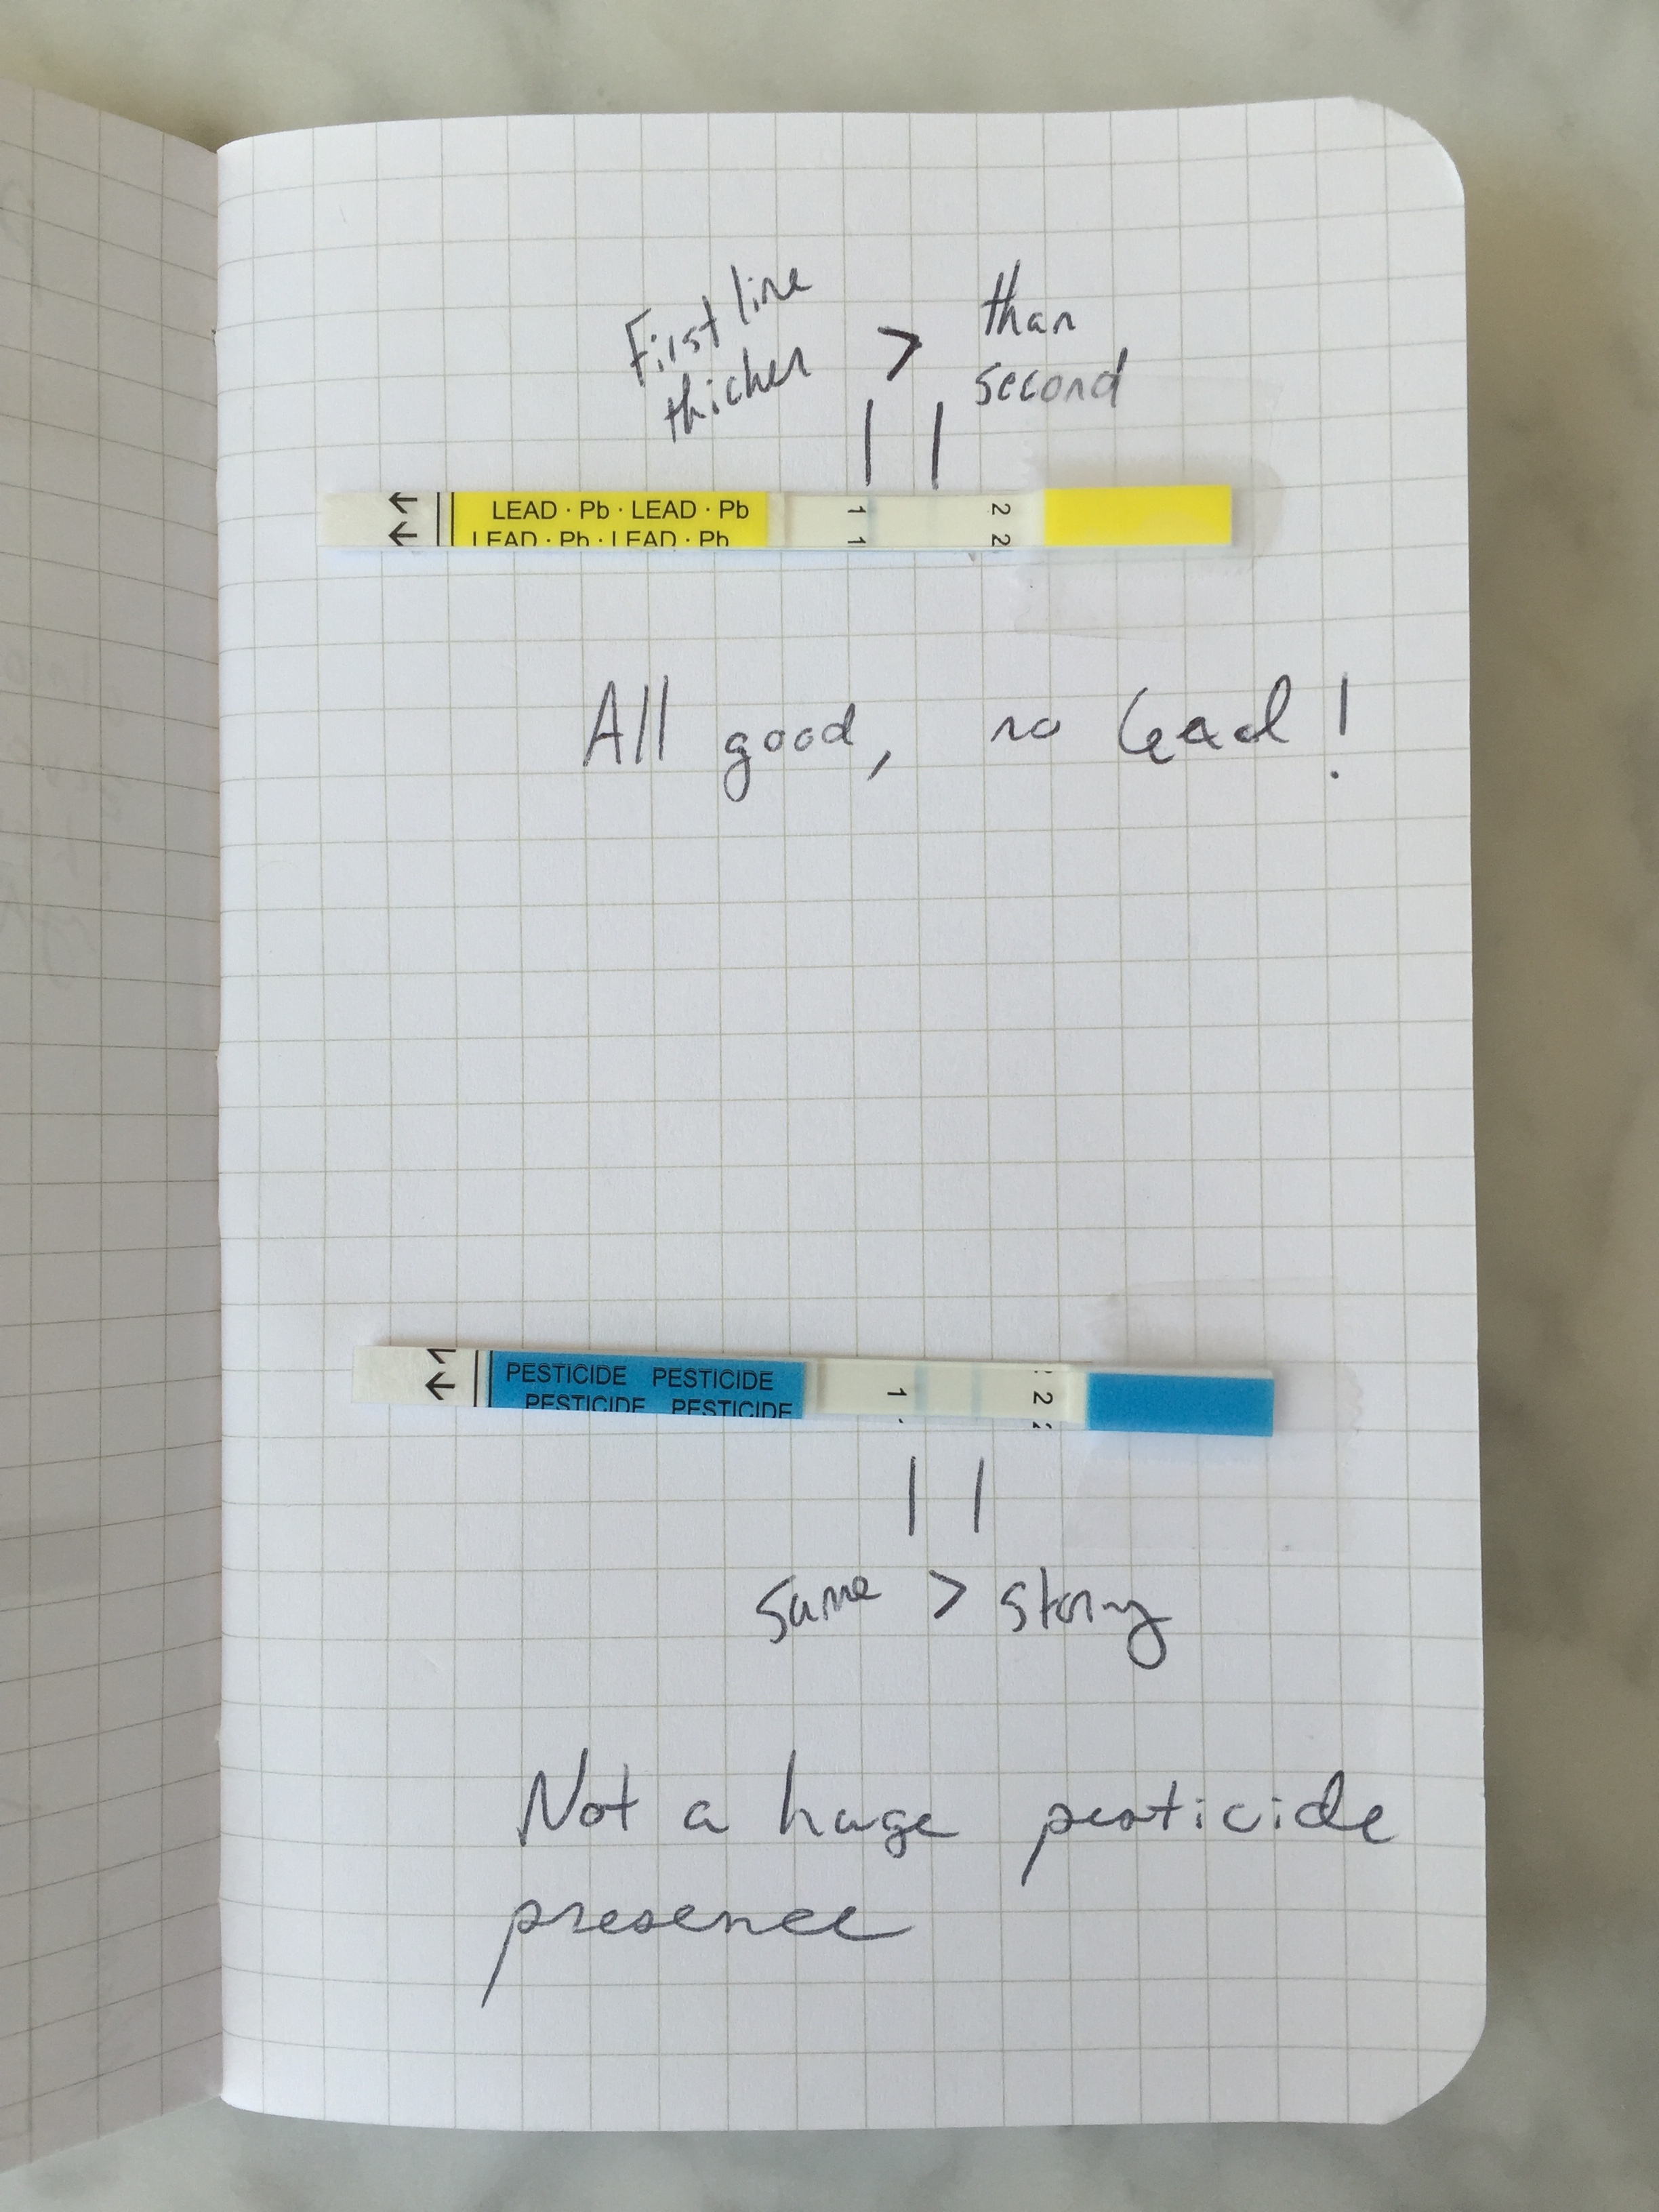 First line
thicker
>
than
second
LEAD · Pb · LEAD · Pb
LEAD · Pb · LEAD · Pb
1 2
1 2
All good, no lead!
PESTICIDE PESTICIDE
PESTICIDE PESTICIDE
1 2
same > story
Not a huge pesticide
presence